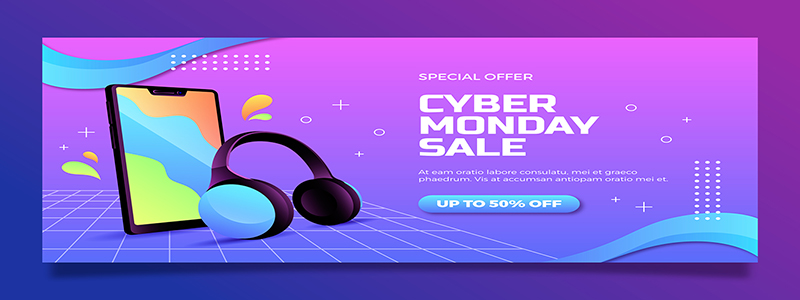 SPECIAL OFFER
CYBER
MONDAY
SALE
At eam oratio labore consulatu, mei et graeco
phaedrum. Vis at accumsan antiopam oratio mei et.
UP TO 50% OFF